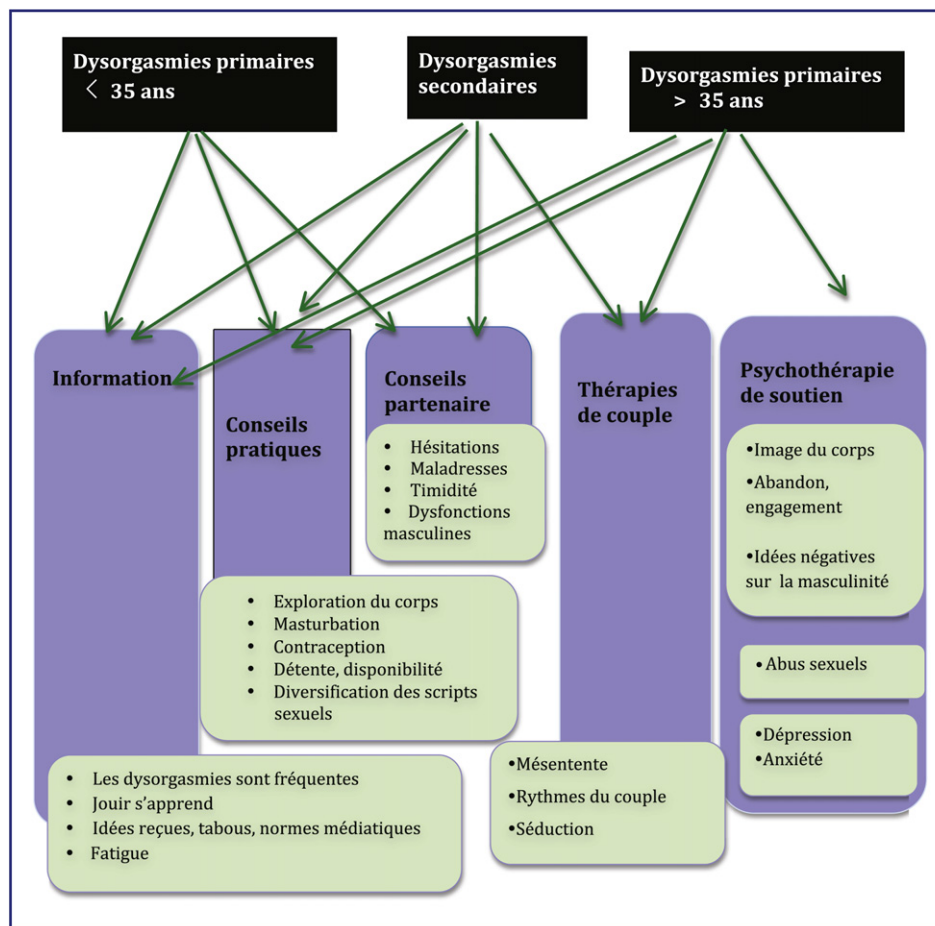 Dysorgasmies primaires
< 35 ans
Dysorgasmies
secondaires
Dysorgasmies primaires
> 35 ans
Information
Conseils
pratiques
Conseils
partenaire
Thérapies
de couple
Psychothérapie
de soutien
• Hésitations
• Maladresses
• Timidité
• Dysfonctions
masculines
•Image du corps
•Abandon,
engagement
•Idées négatives
sur la masculinité
• Exploration du corps
• Masturbation
• Contraception
• Détente, disponibilité
• Diversification des scripts
sexuels
•Abus sexuels
•Dépression
•Anxiété
• Les dysorgasmies sont fréquentes
• Jouir s'apprend
• Idées reçues, tabous, normes médiatiques
• Fatigue
•Mésentente
•Rythmes du couple
•Séduction